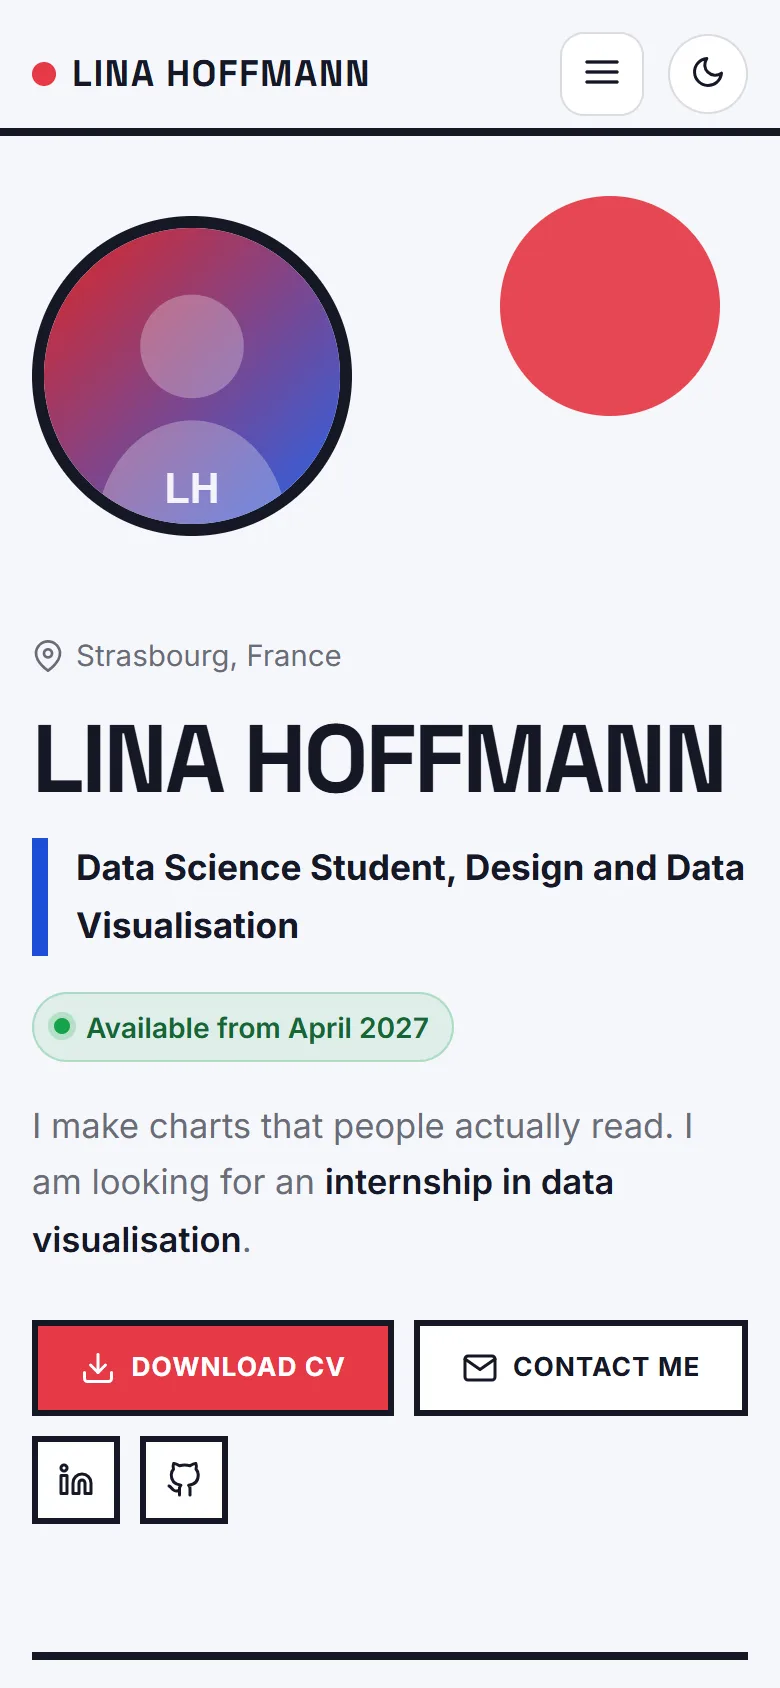 LINA HOFFMANN
LH
Strasbourg, France
LINA HOFFMANN
Data Science Student, Design and Data
Visualisation
Available from April 2027
I make charts that people actually read. I
am looking for an internship in data
visualisation.
DOWNLOAD CV
CONTACT ME
in